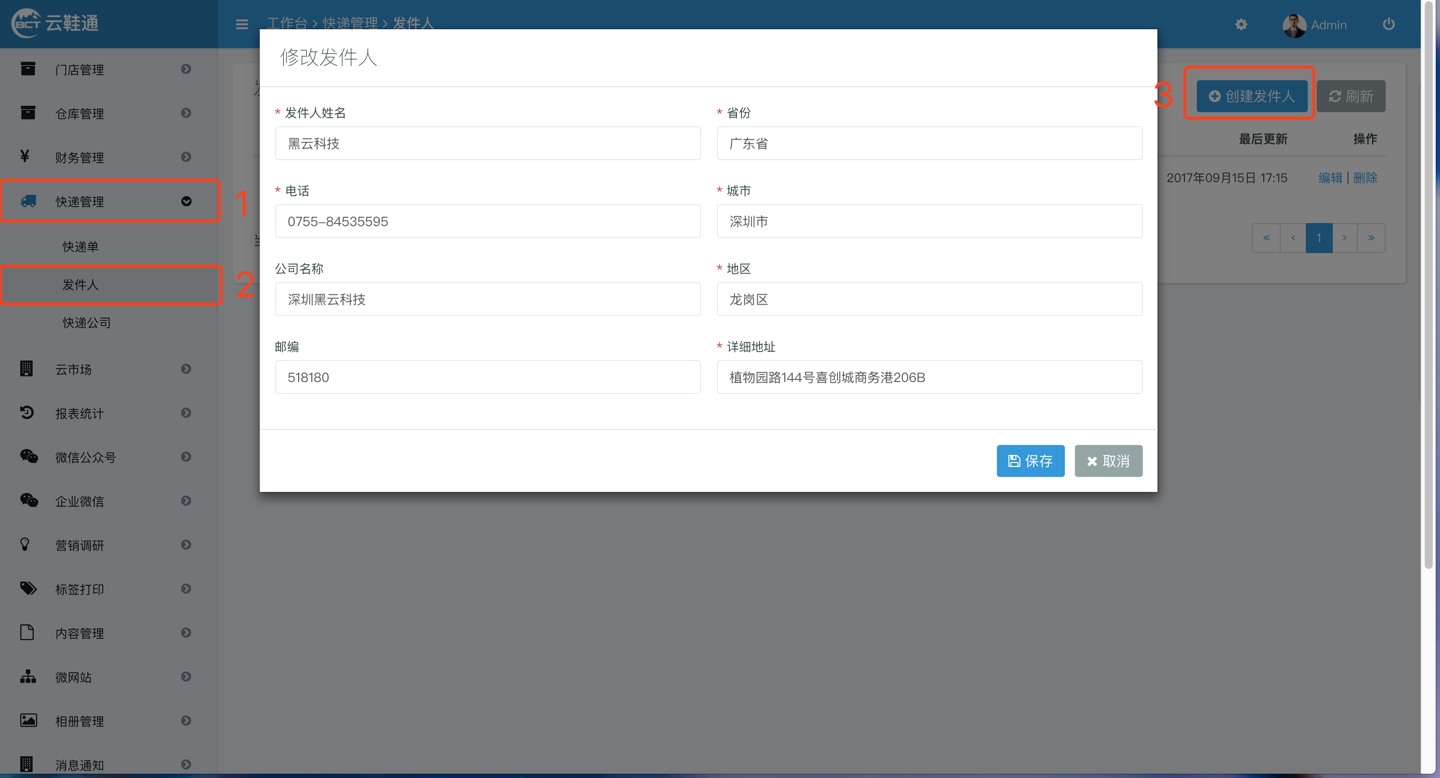 BCT 云鞋通
工作台 > 快递管理 > 发件人
Admin
门店管理
仓库管理
财务管理
快递管理
1
快递单
发件人
2
快递公司
云市场
报表统计
微信公众号
企业微信
营销调研
标签打印
内容管理
微网站
相册管理
消息通知
修改发件人
* 发件人姓名
黑云科技
* 省份
广东省
* 电话
0755-84535595
* 城市
深圳市
公司名称
深圳黑云科技
* 地区
龙岗区
邮编
518180
* 详细地址
植物园路144号喜创城商务港206B
保存
取消
3
创建发件人
刷新
最后更新 操作
2017年09月15日 17:15 编辑 | 删除
« ‹ 1 › »